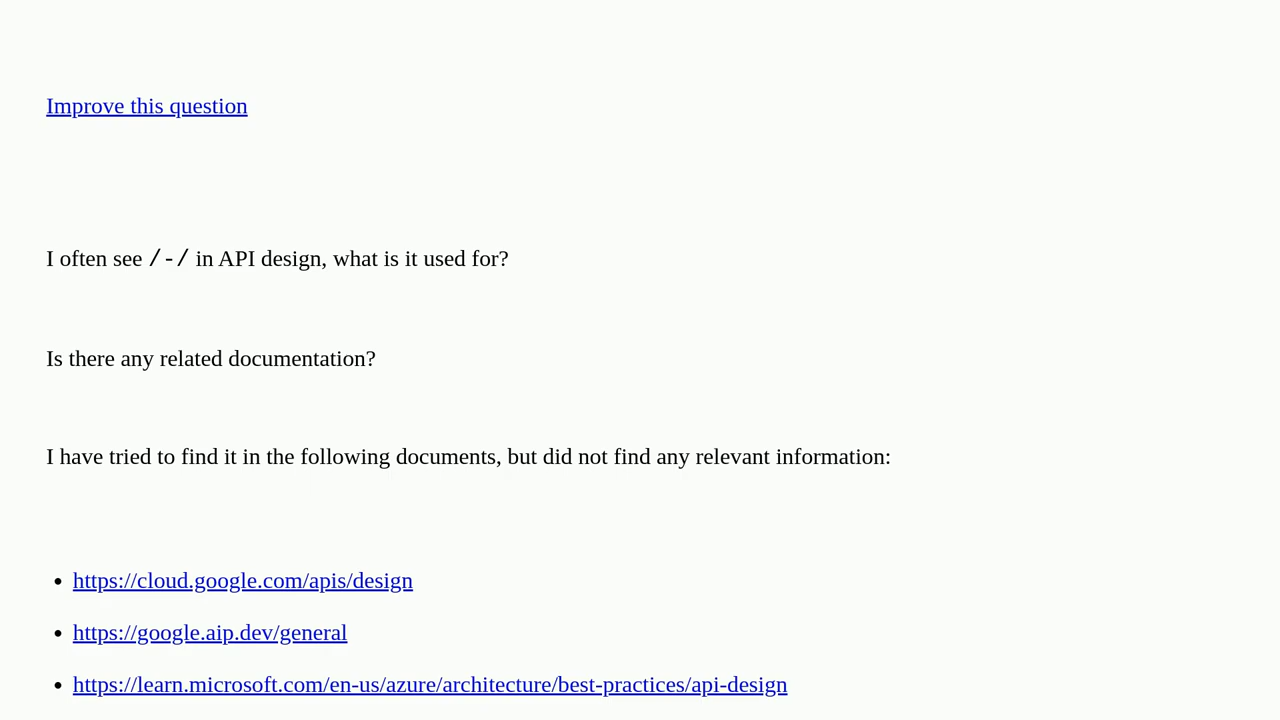 Improve this question
I often see /-/ in API design, what is it used for?
Is there any related documentation?
I have tried to find it in the following documents, but did not find any relevant information:
• https://cloud.google.com/apis/design
• https://google.aip.dev/general
• https://learn.microsoft.com/en-us/azure/architecture/best-practices/api-design